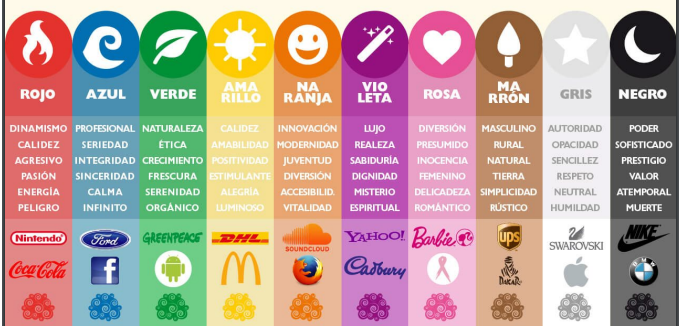 ROJO
AZUL
VERDE
AMA
RILLO
NA
RANJA
VIO
LETA
ROSA
MA
RRÓN
GRIS
NEGRO
DINAMISMO PROFESIONAL NATURALEZA CALIDEZ INNOVACIÓN LUJO DIVERSIÓN MASCULINO AUTORIDAD PODER
CALIDEZ SERIEDAD ÉTICA AMABILIDAD MODERNIDAD REALEZA PRESUMIDO RURAL OPACIDAD SOFISTICADO
AGRESIVO INTEGRIDAD CRECIMIENTO POSITIVIDAD JUVENTUD SABIDURÍA INOCENCIA NATURAL SENCILLEZ PRESTIGIO
PASIÓN SINCERIDAD FRESCURA ESTIMULANTE DIVERSIÓN DIGNIDAD FEMENINO TIERRA RESPETO VALOR
ENERGÍA CALMA SERENIDAD ALEGRÍA ACCESIBILID. MISTERIO DELICADEZA SIMPLICIDAD NEUTRAL ATEMPORAL
PELIGRO INFINITO ORGÁNICO LUMINOSO VITALIDAD ESPIRITUAL ROMÁNTICO RÚSTICO HUMILDAD MUERTE
Nintendo Ford GREENPEACE DHL SOUNDCLOUD YAHOO! Barbie ups SWAROVSKI NIKE
Coca Cola f Cadbury DAKAR BMW